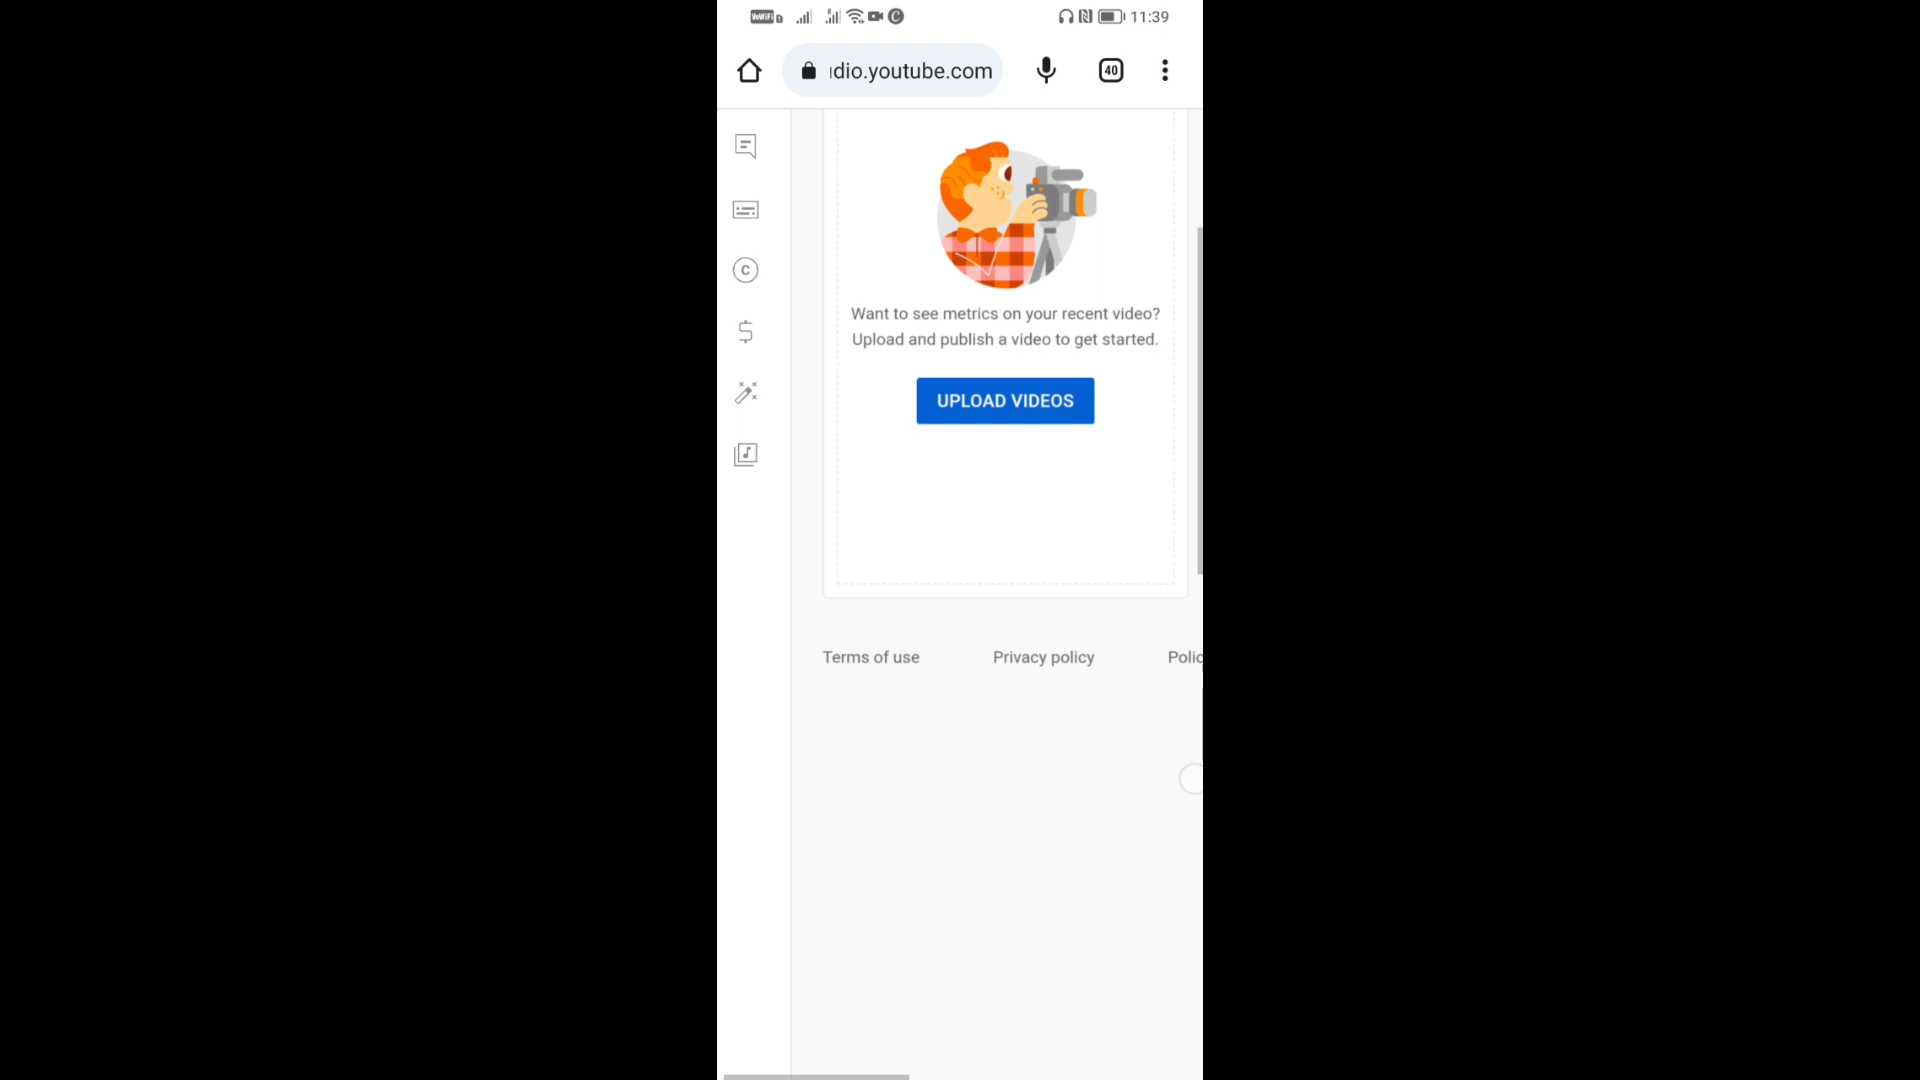 VoWiFi 11:39
ıdio.youtube.com 40
C
Want to see metrics on your recent video?
Upload and publish a video to get started.
UPLOAD VIDEOS
Terms of use Privacy policy Polic